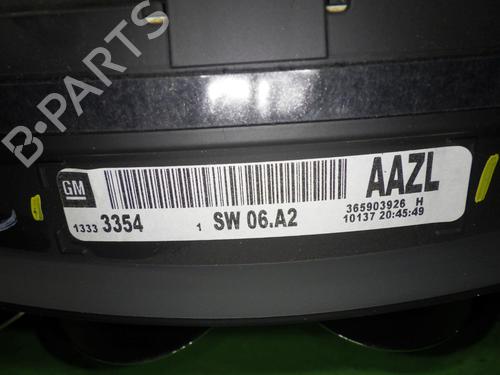 B-PARTS
GM
AAZL
365903926 H
10137 20:45:49
1333 3354
1 SW 06.A2